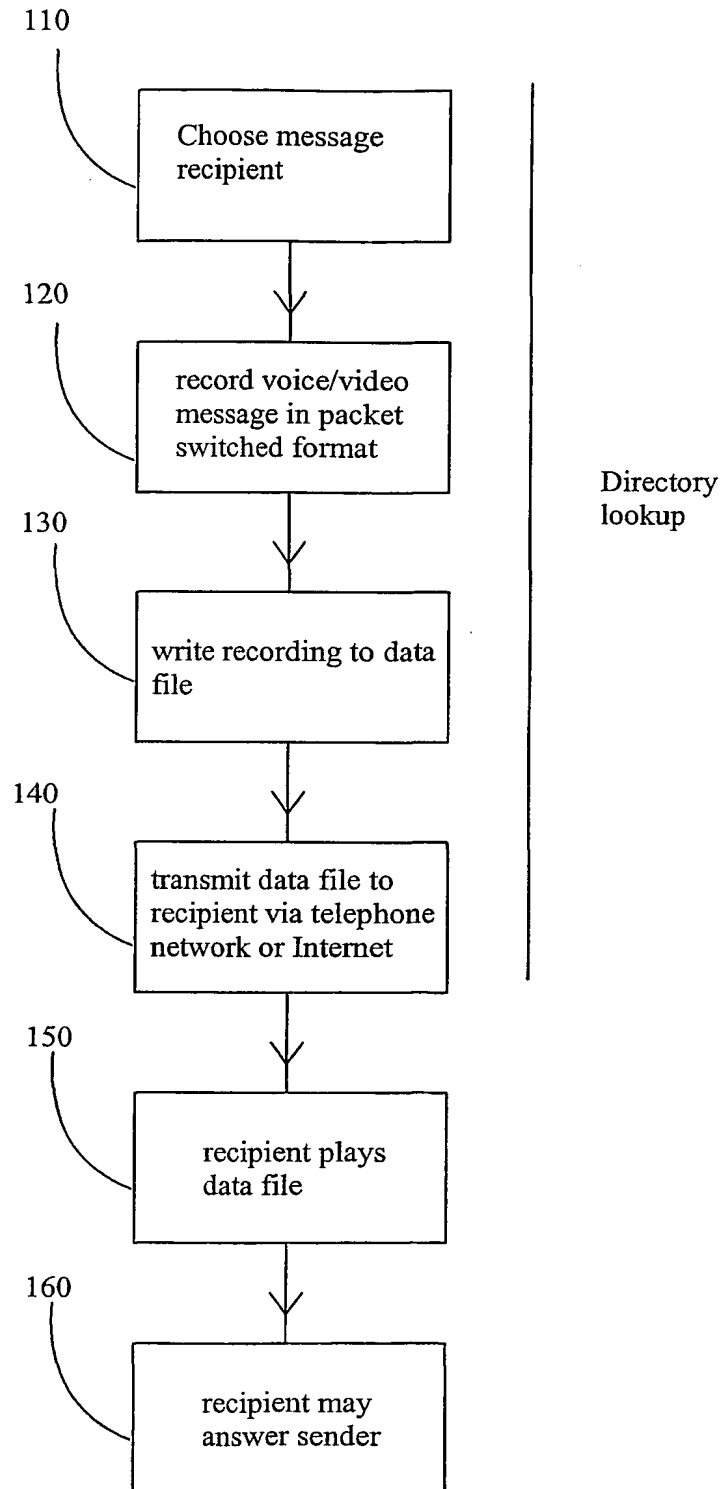 110
Choose message
recipient
120
record voice/video
message in packet
switched format
Directory
lookup
130
write recording to data
file
140
transmit data file to
recipient via telephone
network or Internet
150
recipient plays
data file
160
recipient may
answer sender